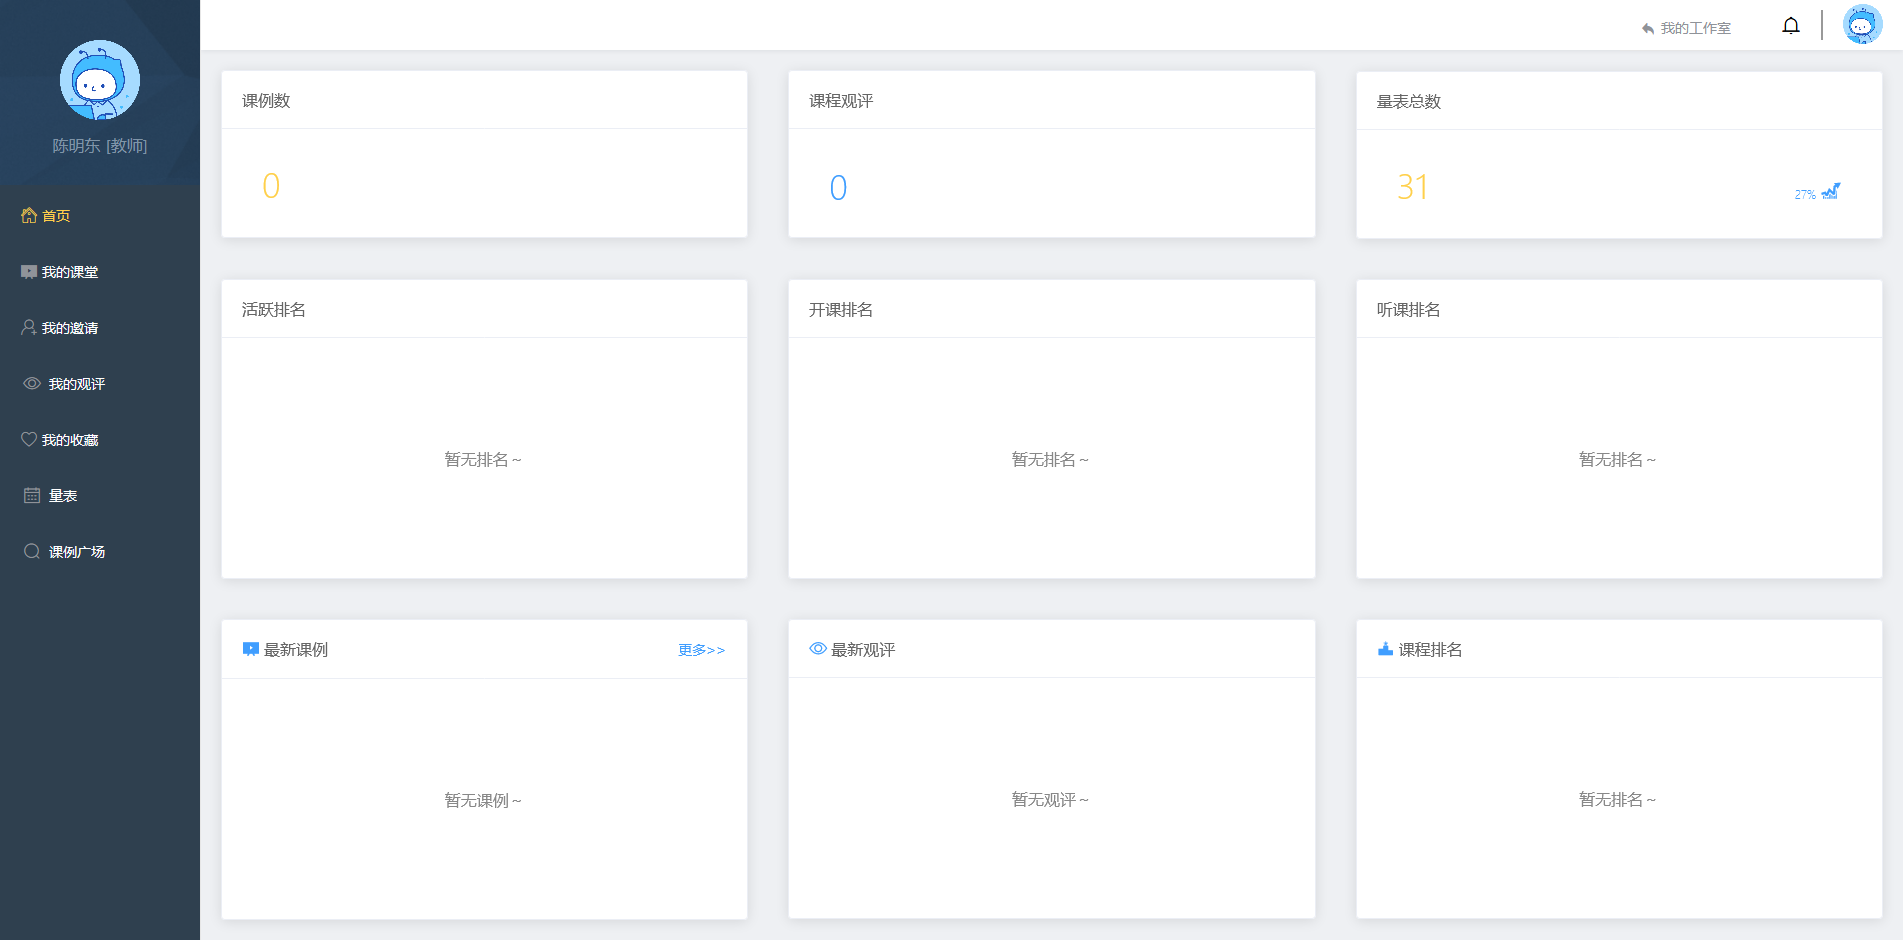 陈明东 [教师]
首页
我的课堂
我的邀请
我的观评
我的收藏
量表
课例广场
我的工作室
课例数
0
课程观评
0
量表总数
31
27%
活跃排名
暂无排名～
开课排名
暂无排名～
听课排名
暂无排名～
最新课例
更多>>
暂无课例～
最新观评
暂无观评～
课程排名
暂无排名～